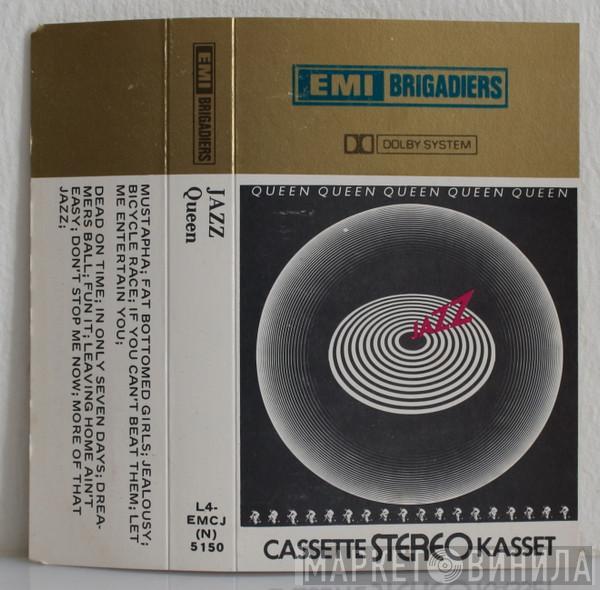 MUSTAPHA; FAT BOTTOMED GIRLS; JEALOUSY;
BICYCLE RACE; IF YOU CAN'T BEAT THEM; LET
ME ENTERTAIN YOU;
DEAD ON TIME; IN ONLY SEVEN DAYS; DREA-
MERS BALL; FUN IT; LEAVING HOME AIN'T
EASY; DON'T STOP ME NOW; MORE OF THAT
JAZZ;
EMI BRIGADIERS
JAZZ
Queen
L4-
EMCJ
(N)
5150
EMI BRIGADIERS
DOLBY SYSTEM
QUEEN QUEEN QUEEN QUEEN QUEEN
JAZZ
CASSETTE STEREO KASSET
МАРКЕТ ВИНИЛА